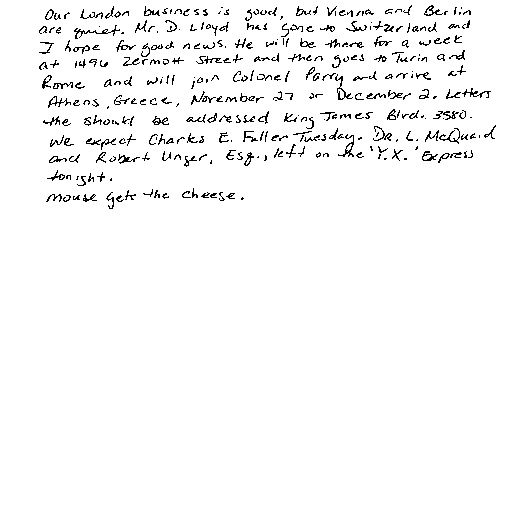 Our London business is good, but Vienna and Berlin
are quiet. Mr. D. Lloyd has gone to Switzerland and
I hope for good news. He will be there for a week
at 1496 Zermott Street and then goes to Turin and
Rome and will join Colonel Parry and arrive at
Athens, Greece, November 27 or December 2. Letters
the should be addressed King James Blvd. 3580.
We expect Charles E. Fuller Tuesday. Dr. L. McQuaid
and Robert Unger, Esq., left on the 'Y.X.' Express
tonight.
mouse gets the cheese.